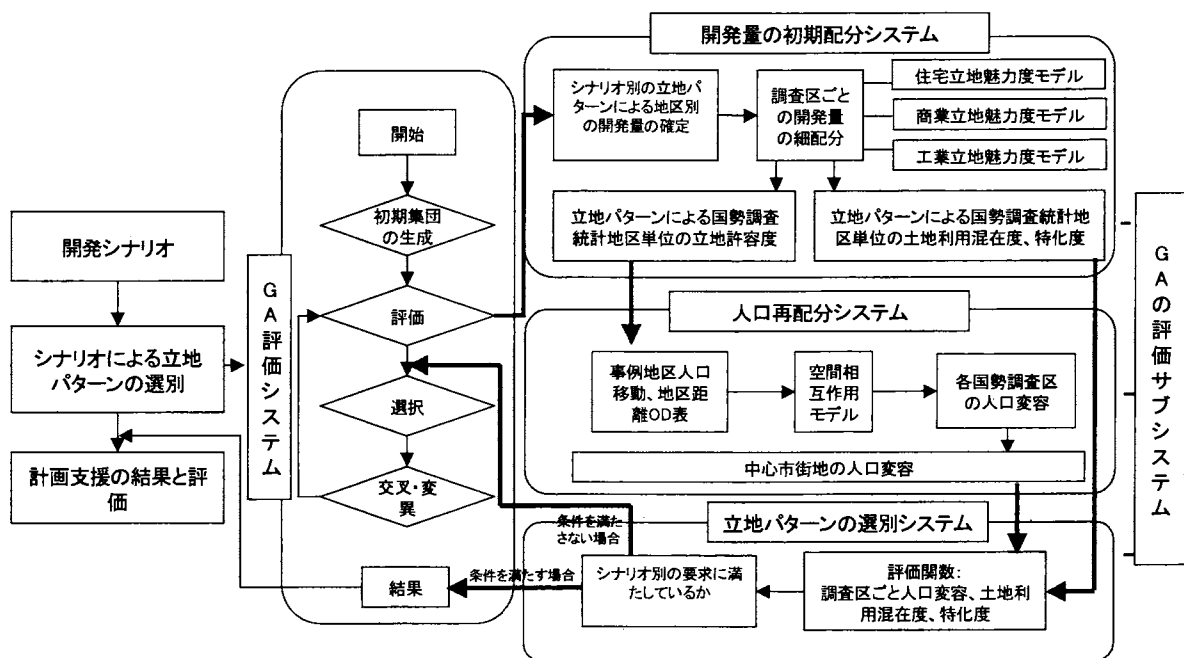 開発シナリオ
シナリオによる立地
パターンの選別
計画支援の結果と評
価
GA評価システム
開始
初期集団
の生成
評価
選択
交叉・変
異
結果
開発量の初期配分システム
シナリオ別の立地パ
ターンによる地区別
の開発量の確定
調査区ごと
の開発量
の細配分
住宅立地魅力度モデル
商業立地魅力度モデル
工業立地魅力度モデル
立地パターンによる国勢調査
統計地区単位の立地許容度
立地パターンによる国勢調査統計地
区単位の土地利用混在度、特化度
人口再配分システム
事例地区人口
移動、地区距
離OD表
空間相
互作用
モデル
各国勢調査区
の人口変容
中心市街地の人口変容
立地パターンの選別システム
条件を満た
さない場合
条件を満たす場合
シナリオ別の要求に満
たしているか
評価関数:
調査区ごと人口変容、土地利
用混在度、特化度
GAの評価サブシステム